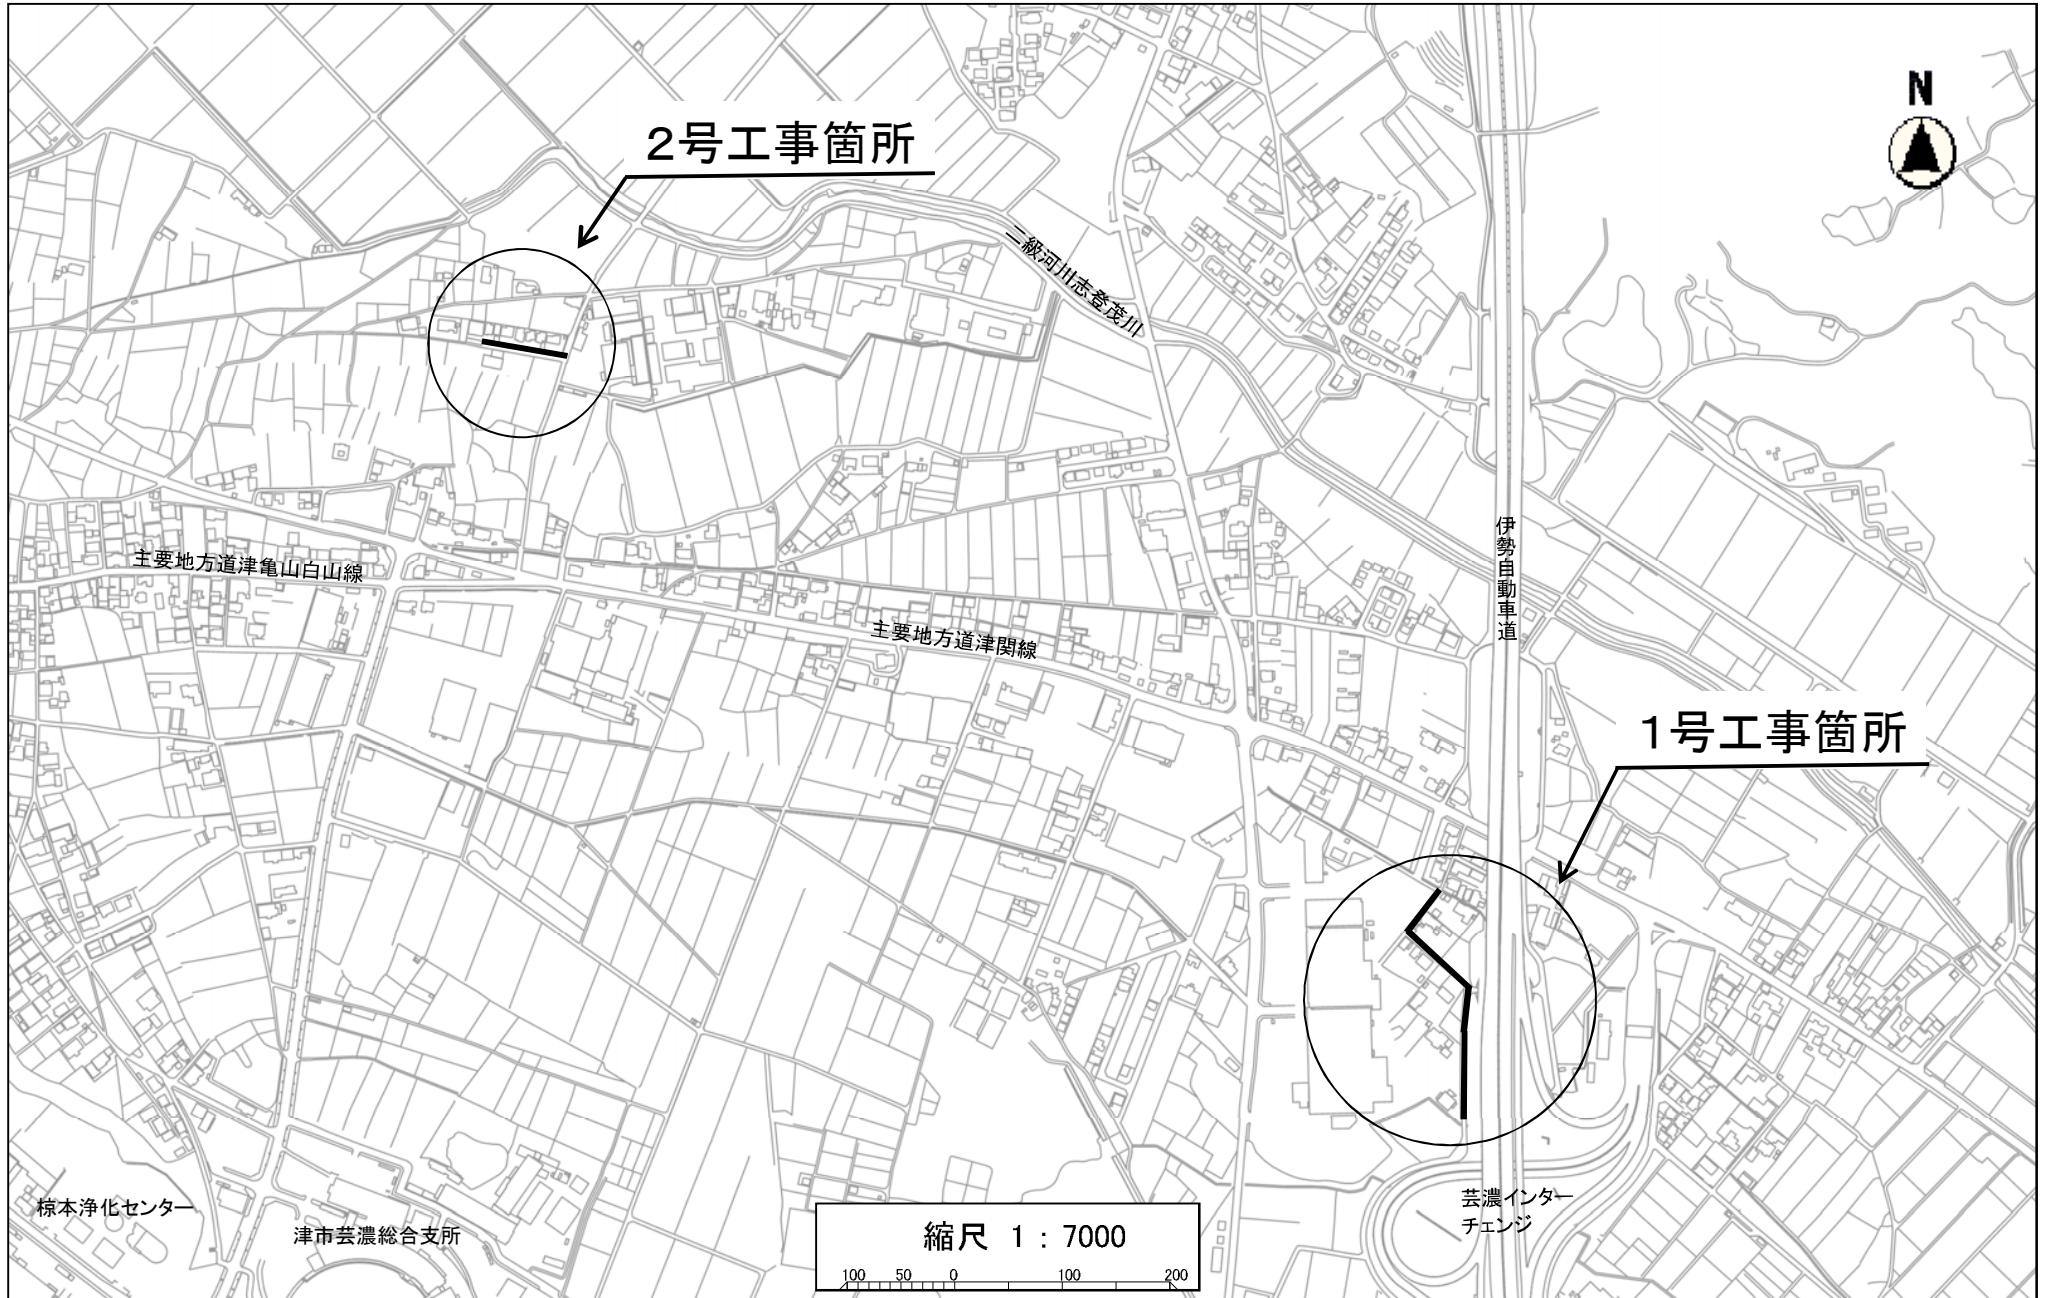 N
2号工事箇所
二級河川志登茂川
伊勢自動車道
主要地方道津亀山白山線
主要地方道津関線
1号工事箇所
椋本浄化センター
津市芸濃総合支所
芸濃インター
チェンジ
縮尺 1：7000
100 50 0 100 200